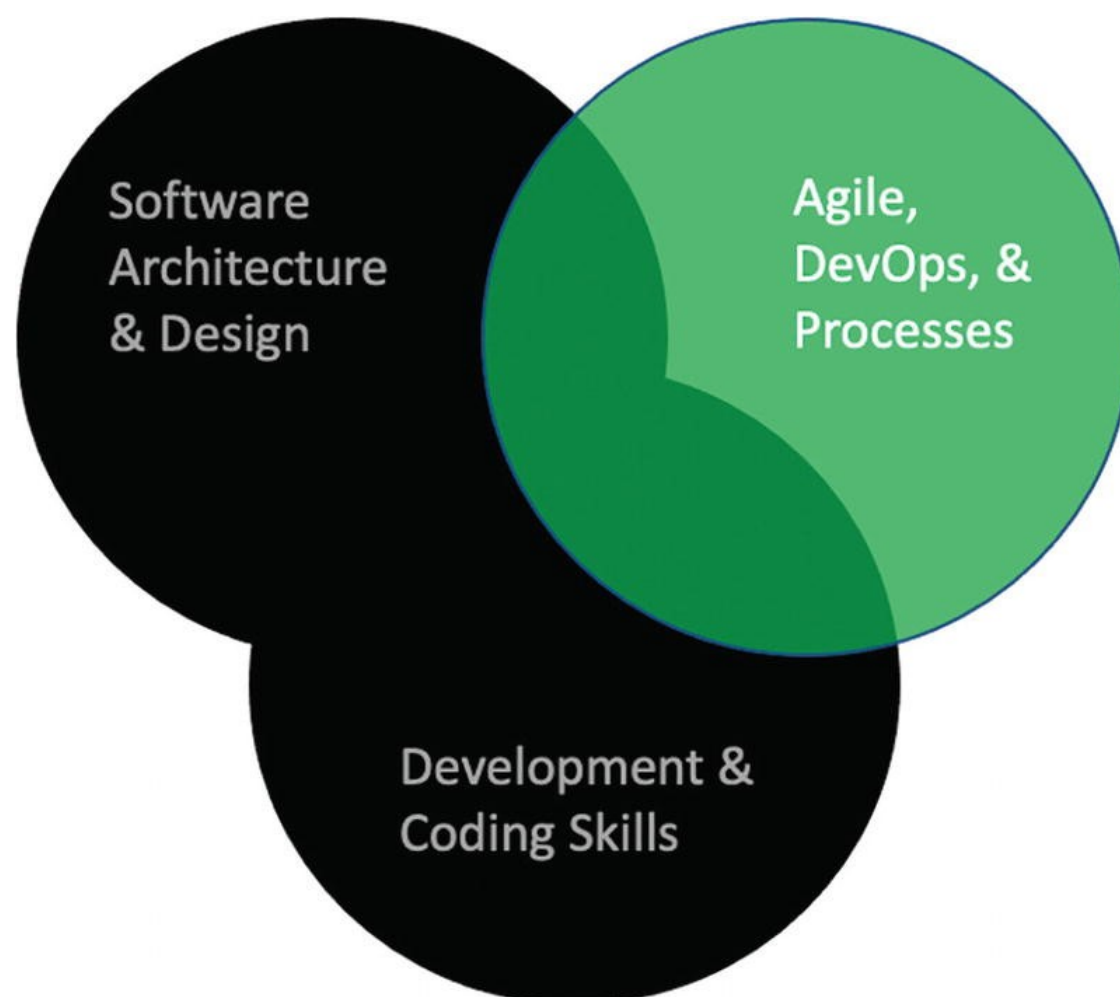 Software
Architecture
& Design
Agile,
DevOps, &
Processes
Development &
Coding Skills